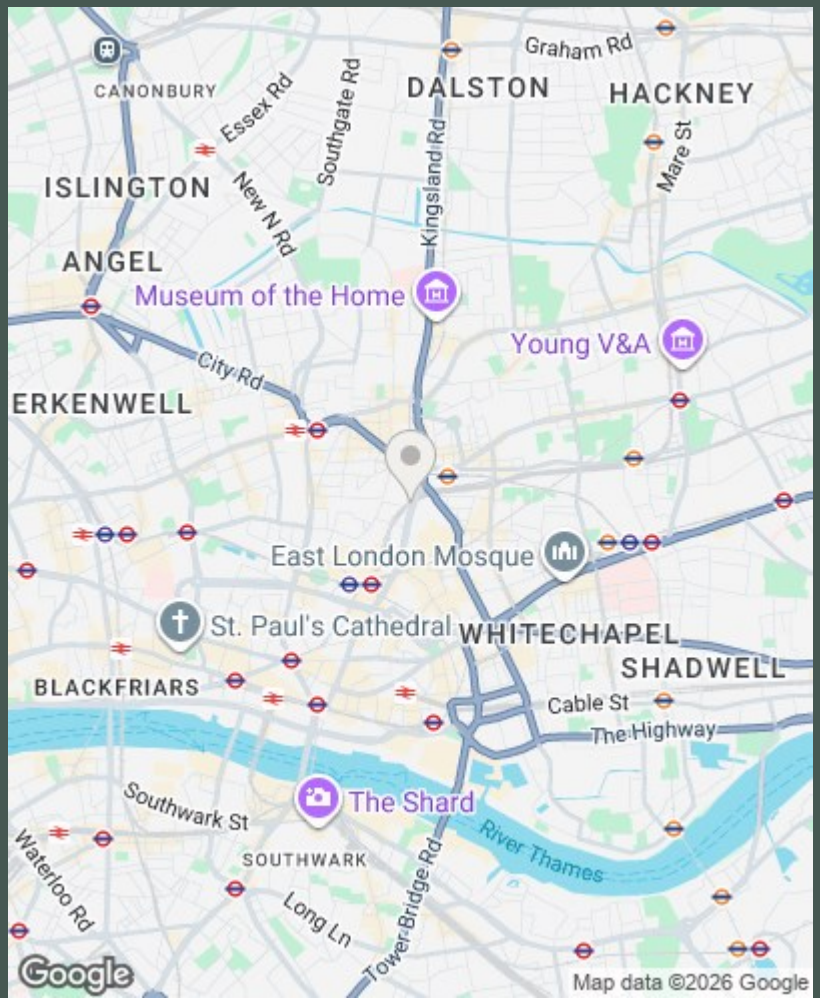 Graham Rd
DALSTON
HACKNEY
CANONBURY
Essex Rd
Southgate Rd
Mare St
Kingsland Rd
ISLINGTON
New N Rd
ANGEL
Museum of the Home
Young V&A
City Rd
ERKENWELL
East London Mosque
St. Paul's Cathedral
WHITECHAPEL
SHADWELL
BLACKFRIARS
Cable St
The Highway
Southwark St
The Shard
River Thames
Waterloo Rd
SOUTHWARK
Long Ln
Tower Bridge Rd
Google
Map data ©2026 Google